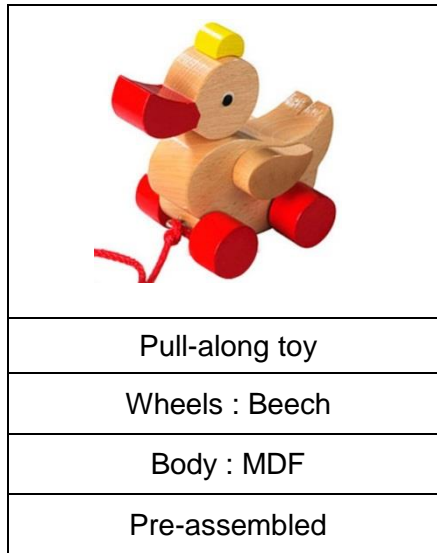 Pull-along toy
Wheels : Beech
Body : MDF
Pre-assembled